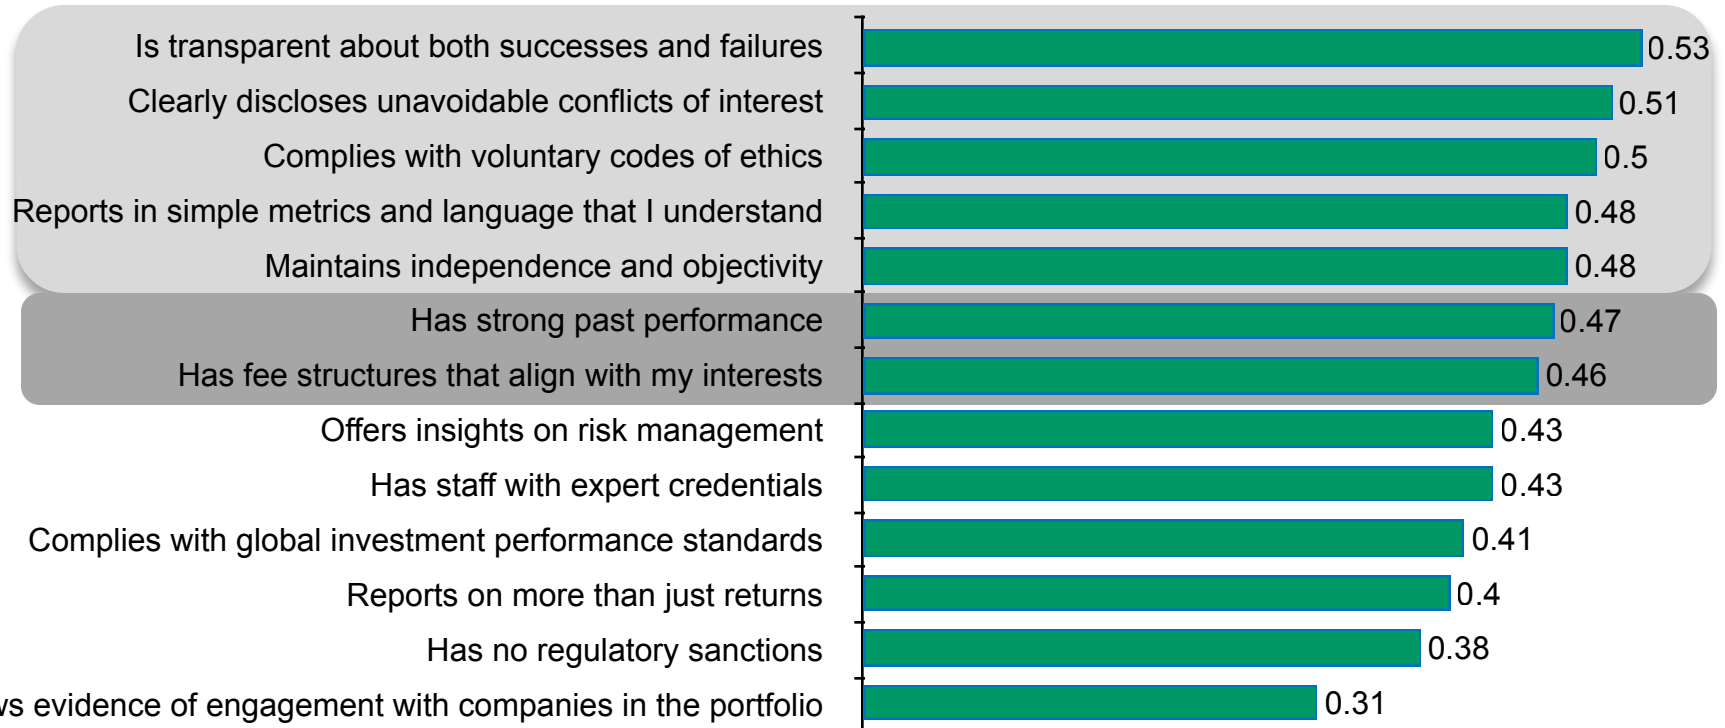 Is transparent about both successes and failures 0.53
Clearly discloses unavoidable conflicts of interest 0.51
Complies with voluntary codes of ethics 0.5
Reports in simple metrics and language that I understand 0.48
Maintains independence and objectivity 0.48
Has strong past performance 0.47
Has fee structures that align with my interests 0.46
Offers insights on risk management 0.43
Has staff with expert credentials 0.43
Complies with global investment performance standards 0.41
Reports on more than just returns 0.4
Has no regulatory sanctions 0.38
evidence of engagement with companies in the portfolio 0.31